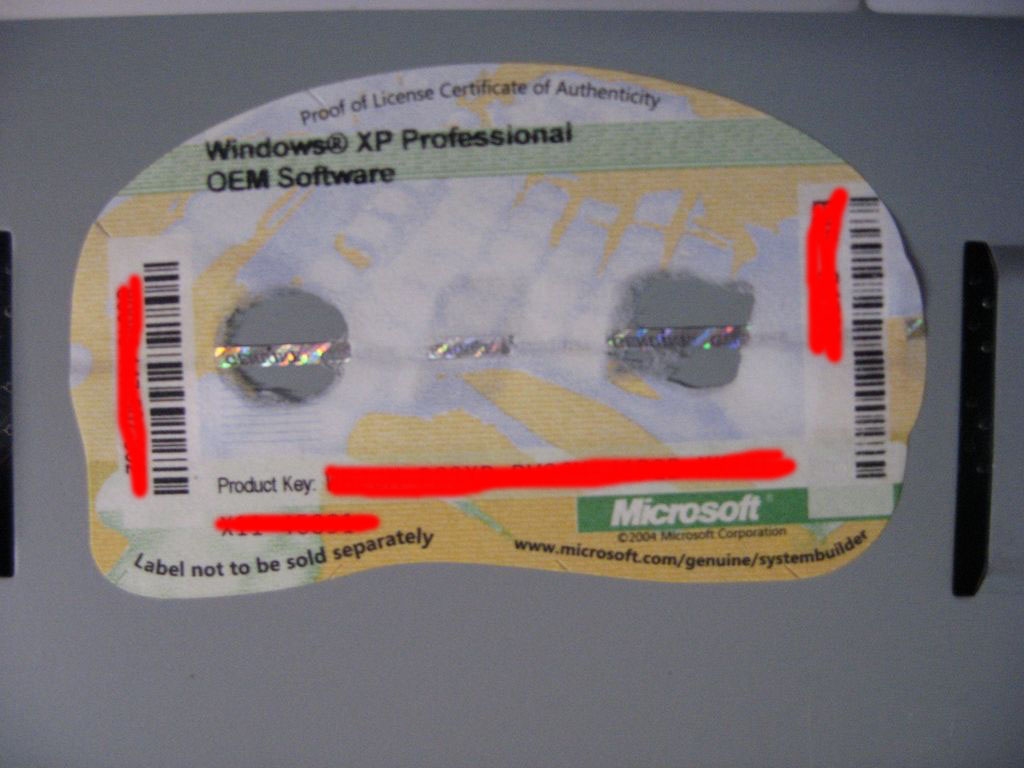 Proof of License Certificate of Authenticity
Windows® XP Professional
OEM Software
Product Key:
Microsoft®
©2004 Microsoft Corporation
Label not to be sold separately
www.microsoft.com/genuine/systembuilder